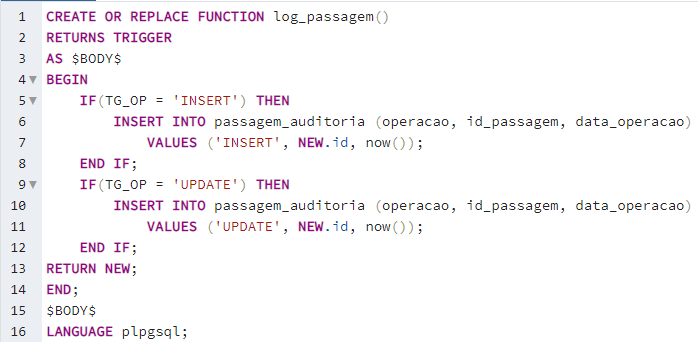 1 CREATE OR REPLACE FUNCTION log_passagem()
2 RETURNS TRIGGER
3 AS $BODY$
4 BEGIN
5 IF(TG_OP = 'INSERT') THEN
6 INSERT INTO passagem_auditoria (operacao, id_passagem, data_operacao)
7 VALUES ('INSERT', NEW.id, now());
8 END IF;
9 IF(TG_OP = 'UPDATE') THEN
10 INSERT INTO passagem_auditoria (operacao, id_passagem, data_operacao)
11 VALUES ('UPDATE', NEW.id, now());
12 END IF;
13 RETURN NEW;
14 END;
15 $BODY$
16 LANGUAGE plpgsql;